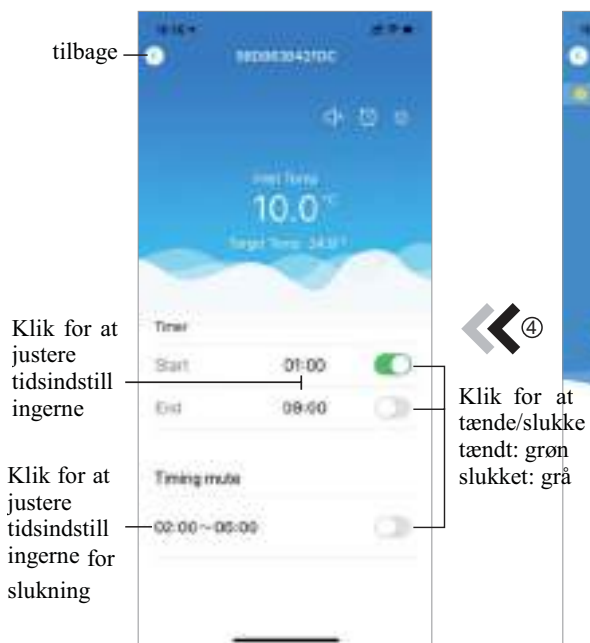 tilbage
10.0°C
Timer
Klik for at
justere
tidsindstill
ingerne
Start 01:00
End 09:00
④
Klik for at
tænde/slukke
tændt: grøn
slukket: grå
Timing mute
Klik for at
justere
tidsindstill
ingerne for
slukning
02:00~06:00